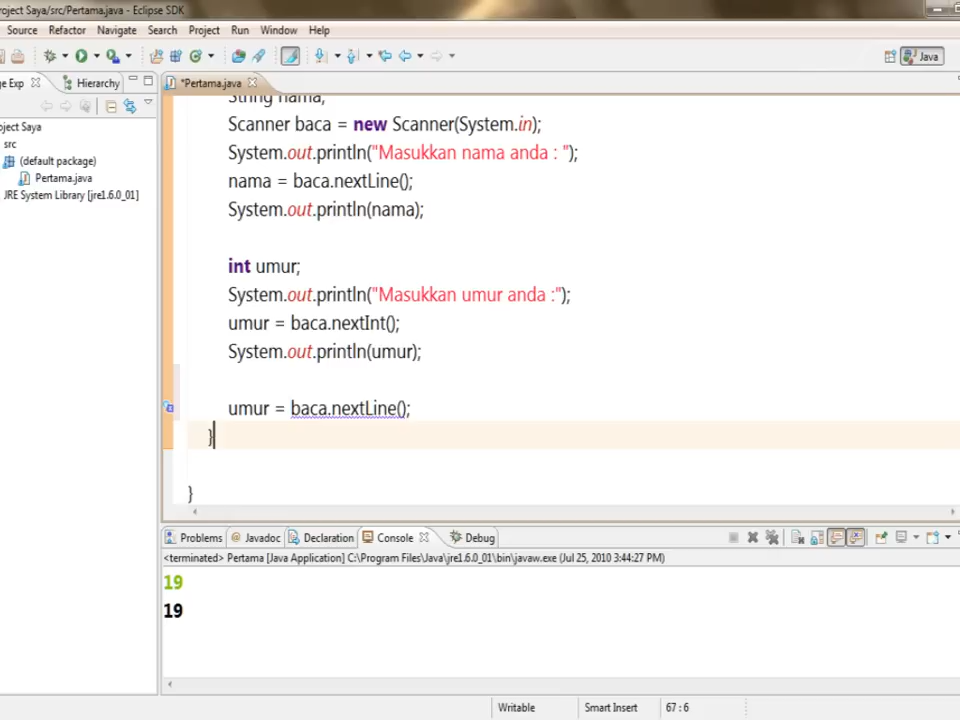 Project Saya/src/Pertama.java - Eclipse SDK
Source Refactor Navigate Search Project Run Window Help
Java
ge Exp Hierarchy *Pertama.java
oject Saya
src
(default package)
Pertama.java
JRE System Library [jre1.6.0_01]
String nama;
Scanner baca = new Scanner(System.in);
System.out.println("Masukkan nama anda : ");
nama = baca.nextLine();
System.out.println(nama);
int umur;
System.out.println("Masukkan umur anda :");
umur = baca.nextInt();
System.out.println(umur);
umur = baca.nextLine();
}
}
Problems @ Javadoc Declaration Console Debug
<terminated> Pertama [Java Application] C:\Program Files\Java\jre1.6.0_01\bin\javaw.exe (Jul 25, 2010 3:44:27 PM)
19
19
Writable Smart Insert 67 : 6